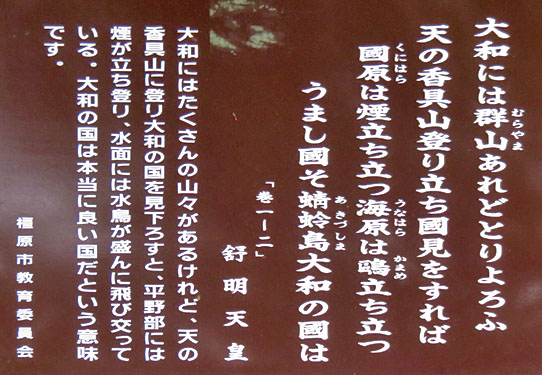 大和には群山あれどとりよろふ
天の香具山登り立ち國見をすれば
國原は煙立ち立つ海原は鷗立ち立つ
うまし國そ蜻蛉島大和の國は
「巻一ー二」
舒明天皇
大和にはたくさんの山々があるけれど、天の
香具山に登り大和の国を見下ろすと、平野部には
煙が立ち登り、水面には水鳥が盛んに飛び交って
いる。大和の国は本当に良い国だという意味
です。
橿原市教育委員会